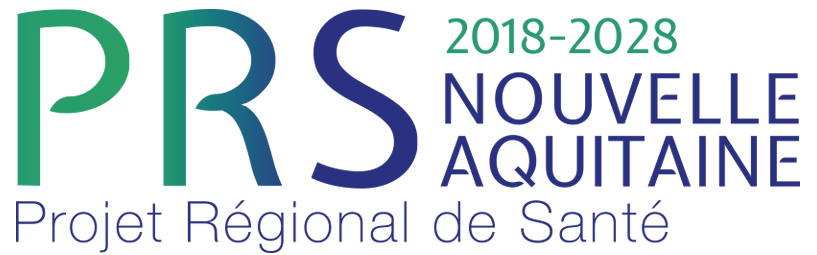 PRS
2018-2028
NOUVELLE
AQUITAINE
Projet Régional de Santé